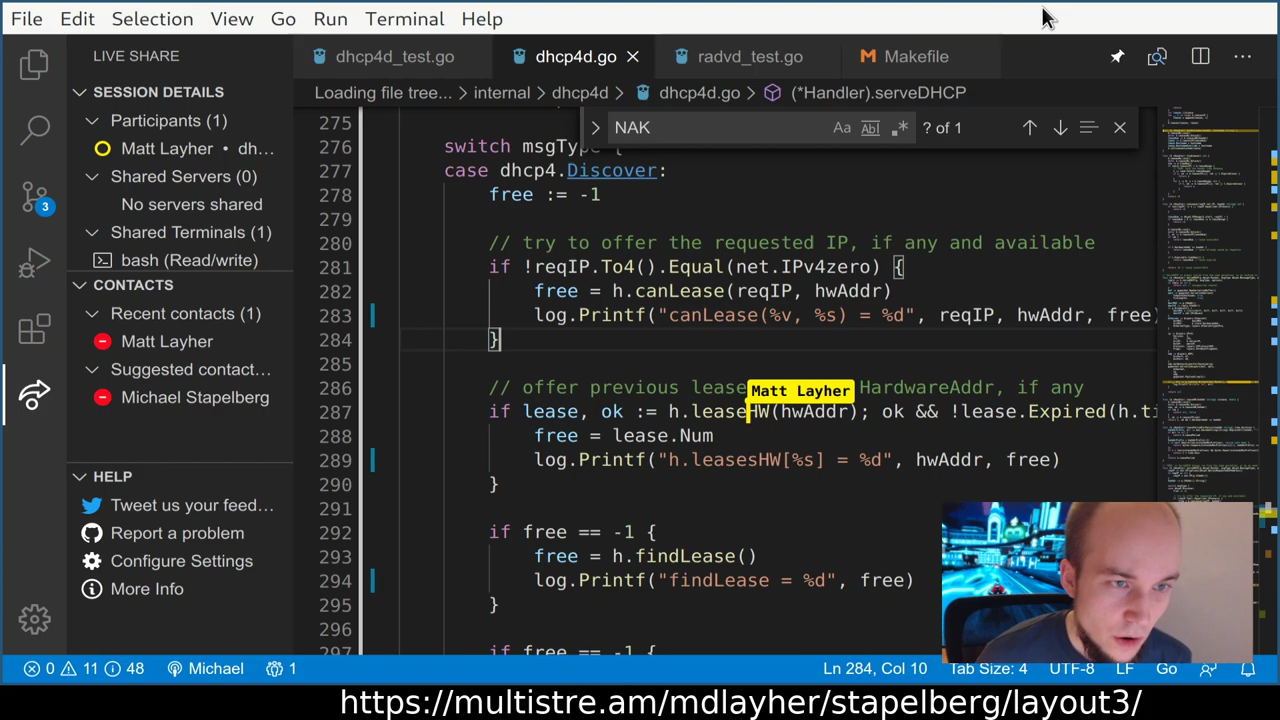 File Edit Selection View Go Run Terminal Help
LIVE SHARE
SESSION DETAILS
Participants (1)
Matt Layher • dh...
Shared Servers (0)
No servers shared
Shared Terminals (1)
bash (Read/write)
CONTACTS
Recent contacts (1)
Matt Layher
Suggested contact...
Michael Stapelberg
HELP
Tweet us your feed...
Report a problem
Configure Settings
More Info
dhcp4d_test.go dhcp4d.go radvd_test.go Makefile
Loading file tree... internal dhcp4d dhcp4d.go (*Handler).serveDHCP
NAK Aa Abl ? of 1
275
276 switch msgType {
277 case dhcp4.Discover:
278 free := -1
279
280 // try to offer the requested IP, if any and available
281 if !reqIP.To4().Equal(net.IPv4zero) {
282 free = h.canLease(reqIP, hwAddr)
283 log.Printf("canLease(%v, %s) = %d", reqIP, hwAddr, free)
284 }
285
Matt Layher
286 // offer previous lease HardwareAddr, if any
287 if lease, ok := h.leaseHW(hwAddr); ok && !lease.Expired(h.ti
288 free = lease.Num
289 log.Printf("h.leasesHW[%s] = %d", hwAddr, free)
290 }
291
292 if free == -1 {
293 free = h.findLease()
294 log.Printf("findLease = %d", free)
295 }
296
297 if free == -1 {
3
0 11 48 Michael 1 Ln 284, Col 10 Tab Size: 4 UTF-8 LF Go
https://multistre.am/mdlayher/stapelberg/layout3/